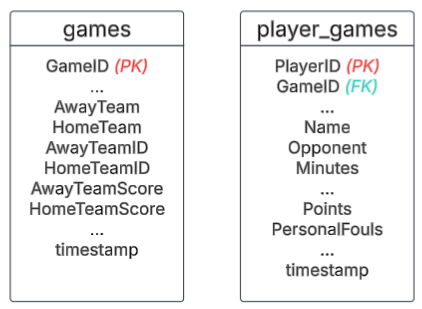 games
GameID (PK)
...
AwayTeam
HomeTeam
AwayTeamID
HomeTeamID
AwayTeamScore
HomeTeamScore
...
timestamp
player_games
PlayerID (PK)
GameID (FK)
...
Name
Opponent
Minutes
...
Points
PersonalFouls
...
timestamp